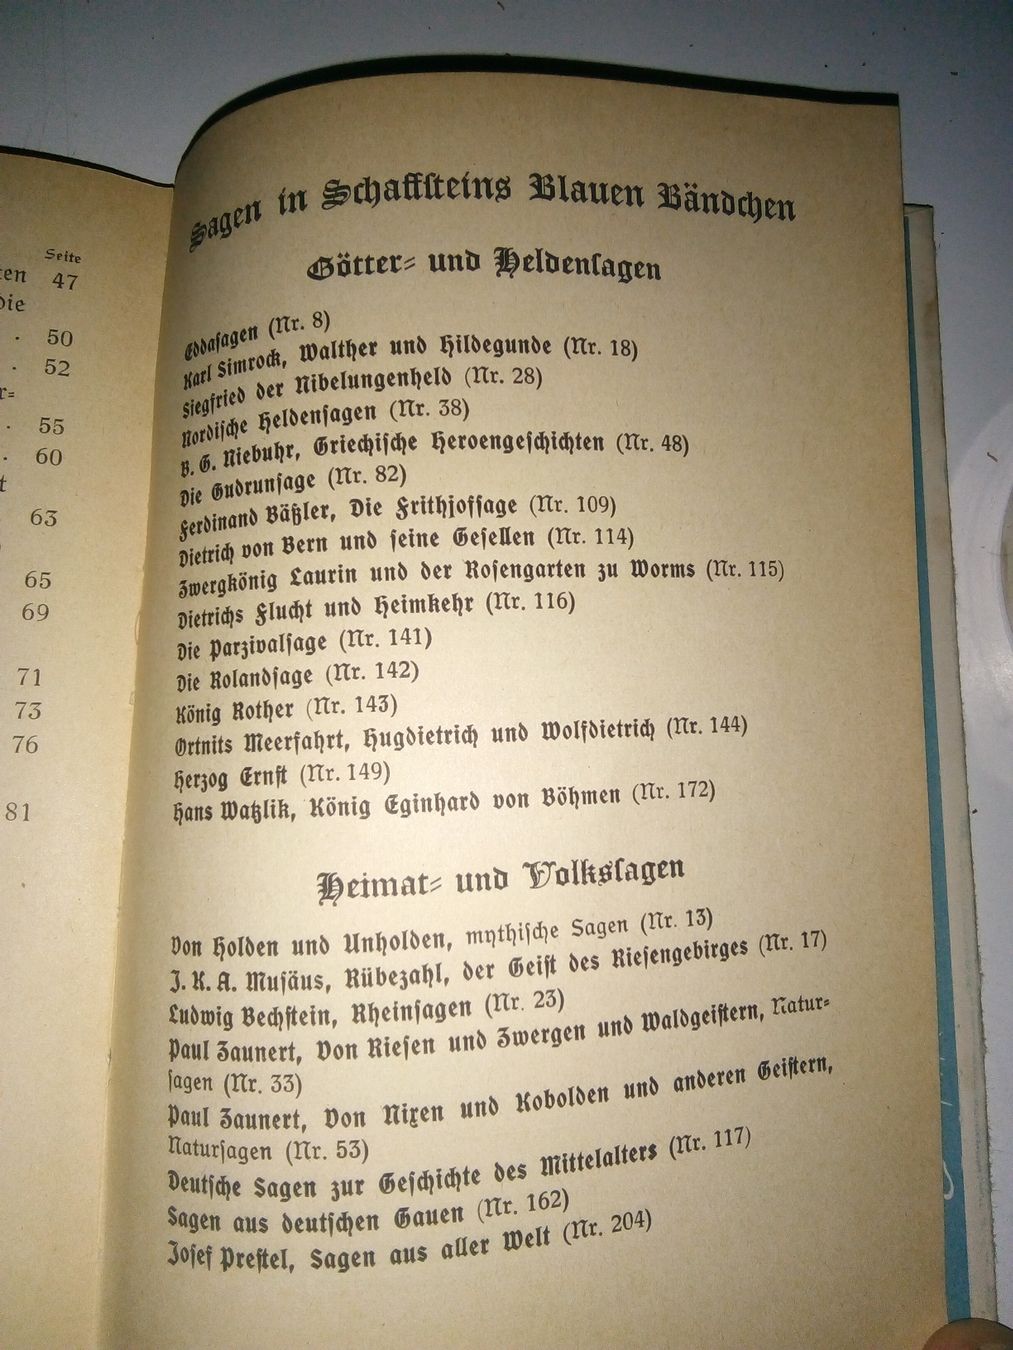 Seite
en 47
die
. 50
. 52
r-
. 55
. 60
t
63
65
69
71
73
76
81
Sagen in Schaffsteins Blauen Bändchen
Götter- und Heldensagen
Eddasagen (Nr. 8)
Karl Simrock, Walther und Hildegunde (Nr. 18)
Siegfried der Nibelungenheld (Nr. 28)
Nordische Heldensagen (Nr. 38)
B. G. Niebuhr, Griechische Heroengeschichten (Nr. 48)
Die Gudrunsage (Nr. 82)
Ferdinand Bäßler, Die Frithjofsage (Nr. 109)
Dietrich von Bern und seine Gesellen (Nr. 114)
Zwergkönig Laurin und der Rosengarten zu Worms (Nr. 115)
Dietrichs Flucht und Heimkehr (Nr. 116)
Die Parzivalsage (Nr. 141)
Die Rolandsage (Nr. 142)
König Rother (Nr. 143)
Ortnits Meerfahrt, Hugdietrich und Wolfdietrich (Nr. 144)
Herzog Ernst (Nr. 149)
Hans Watzlik, König Eginhard von Böhmen (Nr. 172)
Heimat- und Volkssagen
Von Holden und Unholden, mythische Sagen (Nr. 13)
J. K. A. Musäus, Rübezahl, der Geist des Riesengebirges (Nr. 17)
Ludwig Bechstein, Rheinsagen (Nr. 23)
Paul Zaunert, Von Riesen und Zwergen und Waldgeistern, Natur-
sagen (Nr. 33)
Paul Zaunert, Von Nixen und Kobolden und anderen Geistern,
Natursagen (Nr. 53)
Deutsche Sagen zur Geschichte des Mittelalters (Nr. 117)
Sagen aus deutschen Gauen (Nr. 162)
Josef Prestel, Sagen aus aller Welt (Nr. 204)